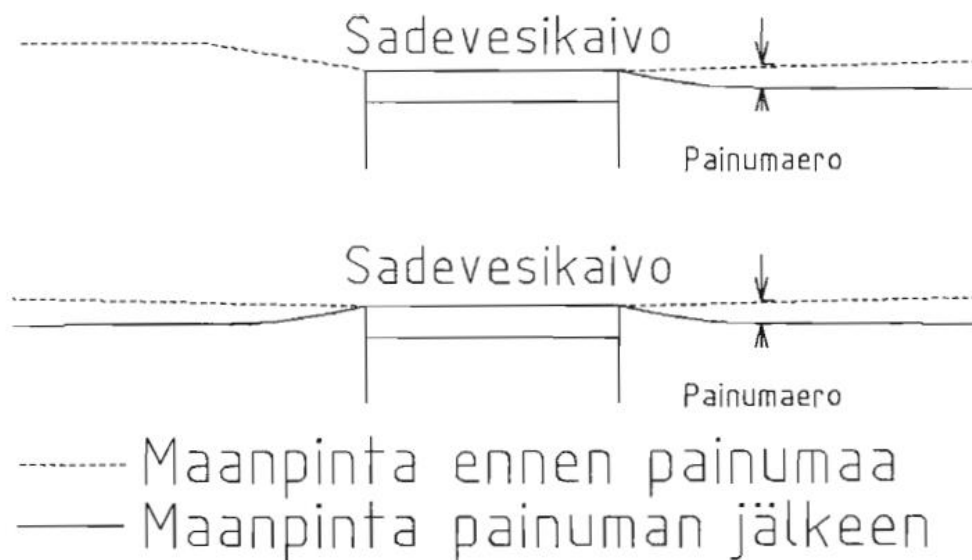 Sadevesikaivo
Painumaero
Sadevesikaivo
Painumaero
Maanpinta ennen painumaa
Maanpinta painuman jälkeen